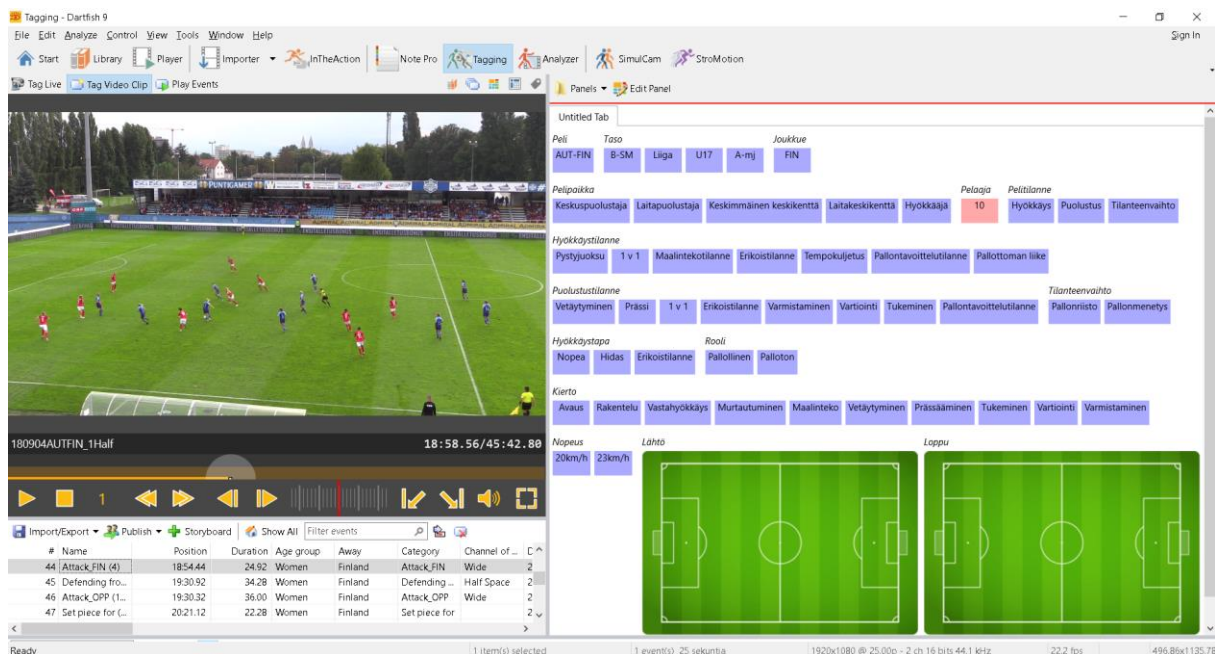 Tagging - Dartfish 9
File Edit Analyze Control View Tools Window Help
Sign In
Start Library Player Importer InTheAction Note Pro Tagging Analyzer SimulCam StroMotion
Tag Live Tag Video Clip Play Events
Panels Edit Panel
Untitled Tab
Peli Taso Joukkue
AUT-FIN B-SM Liiga U17 A-mj FIN
Pelipaikka Pelaaja Pelitilanne
Keskuspuolustaja Laitapuolustaja Keskimmäinen keskikenttä Laitakeskikenttä Hyökkääjä 10 Hyökkäys Puolustus Tilanteenvaihto
Hyökkäystilanne
Pystyjuoksu 1 v 1 Maalintekotilanne Erikoistilanne Tempokuljetus Pallontavoittelutilanne Pallottoman liike
Puolustustilanne Tilanteenvaihto
Vetäytyminen Prässi 1 v 1 Erikoistilanne Varmistaminen Vartiointi Tukeminen Pallontavoittelutilanne Pallonriisto Pallonmenetys
Hyökkäystapa Rooli
Nopea Hidas Erikoistilanne Pallollinen Palloton
Kierto
Avaus Rakentelu Vastahyökkäys Murtautuminen Maalinteko Vetäytyminen Prässääminen Tukeminen Vartiointi Varmistaminen
Nopeus Lähtö Loppu
20km/h 23km/h
PUNTIGAMER
180904AUTFIN_1Half 18:58.56/45:42.80
1
Import/Export Publish Storyboard Show All Filter events
# Name Position Duration Age group Away Category Channel of ...
44 Attack_FIN (4) 18:54.44 24.92 Women Finland Attack_FIN Wide 2
45 Defending fro... 19:30.92 34.28 Women Finland Defending ... Half Space 2
46 Attack_OPP (1... 19:30.32 36.00 Women Finland Attack_OPP Wide 2
47 Set piece for (... 20:21.12 22.28 Women Finland Set piece for 2
Ready 1 item(s) selected 1 event(s) 25 sekuntia 1920x1080 @ 25.00p - 2 ch 16 bits 44.1 kHz 22.2 fps 496.86x1135.78